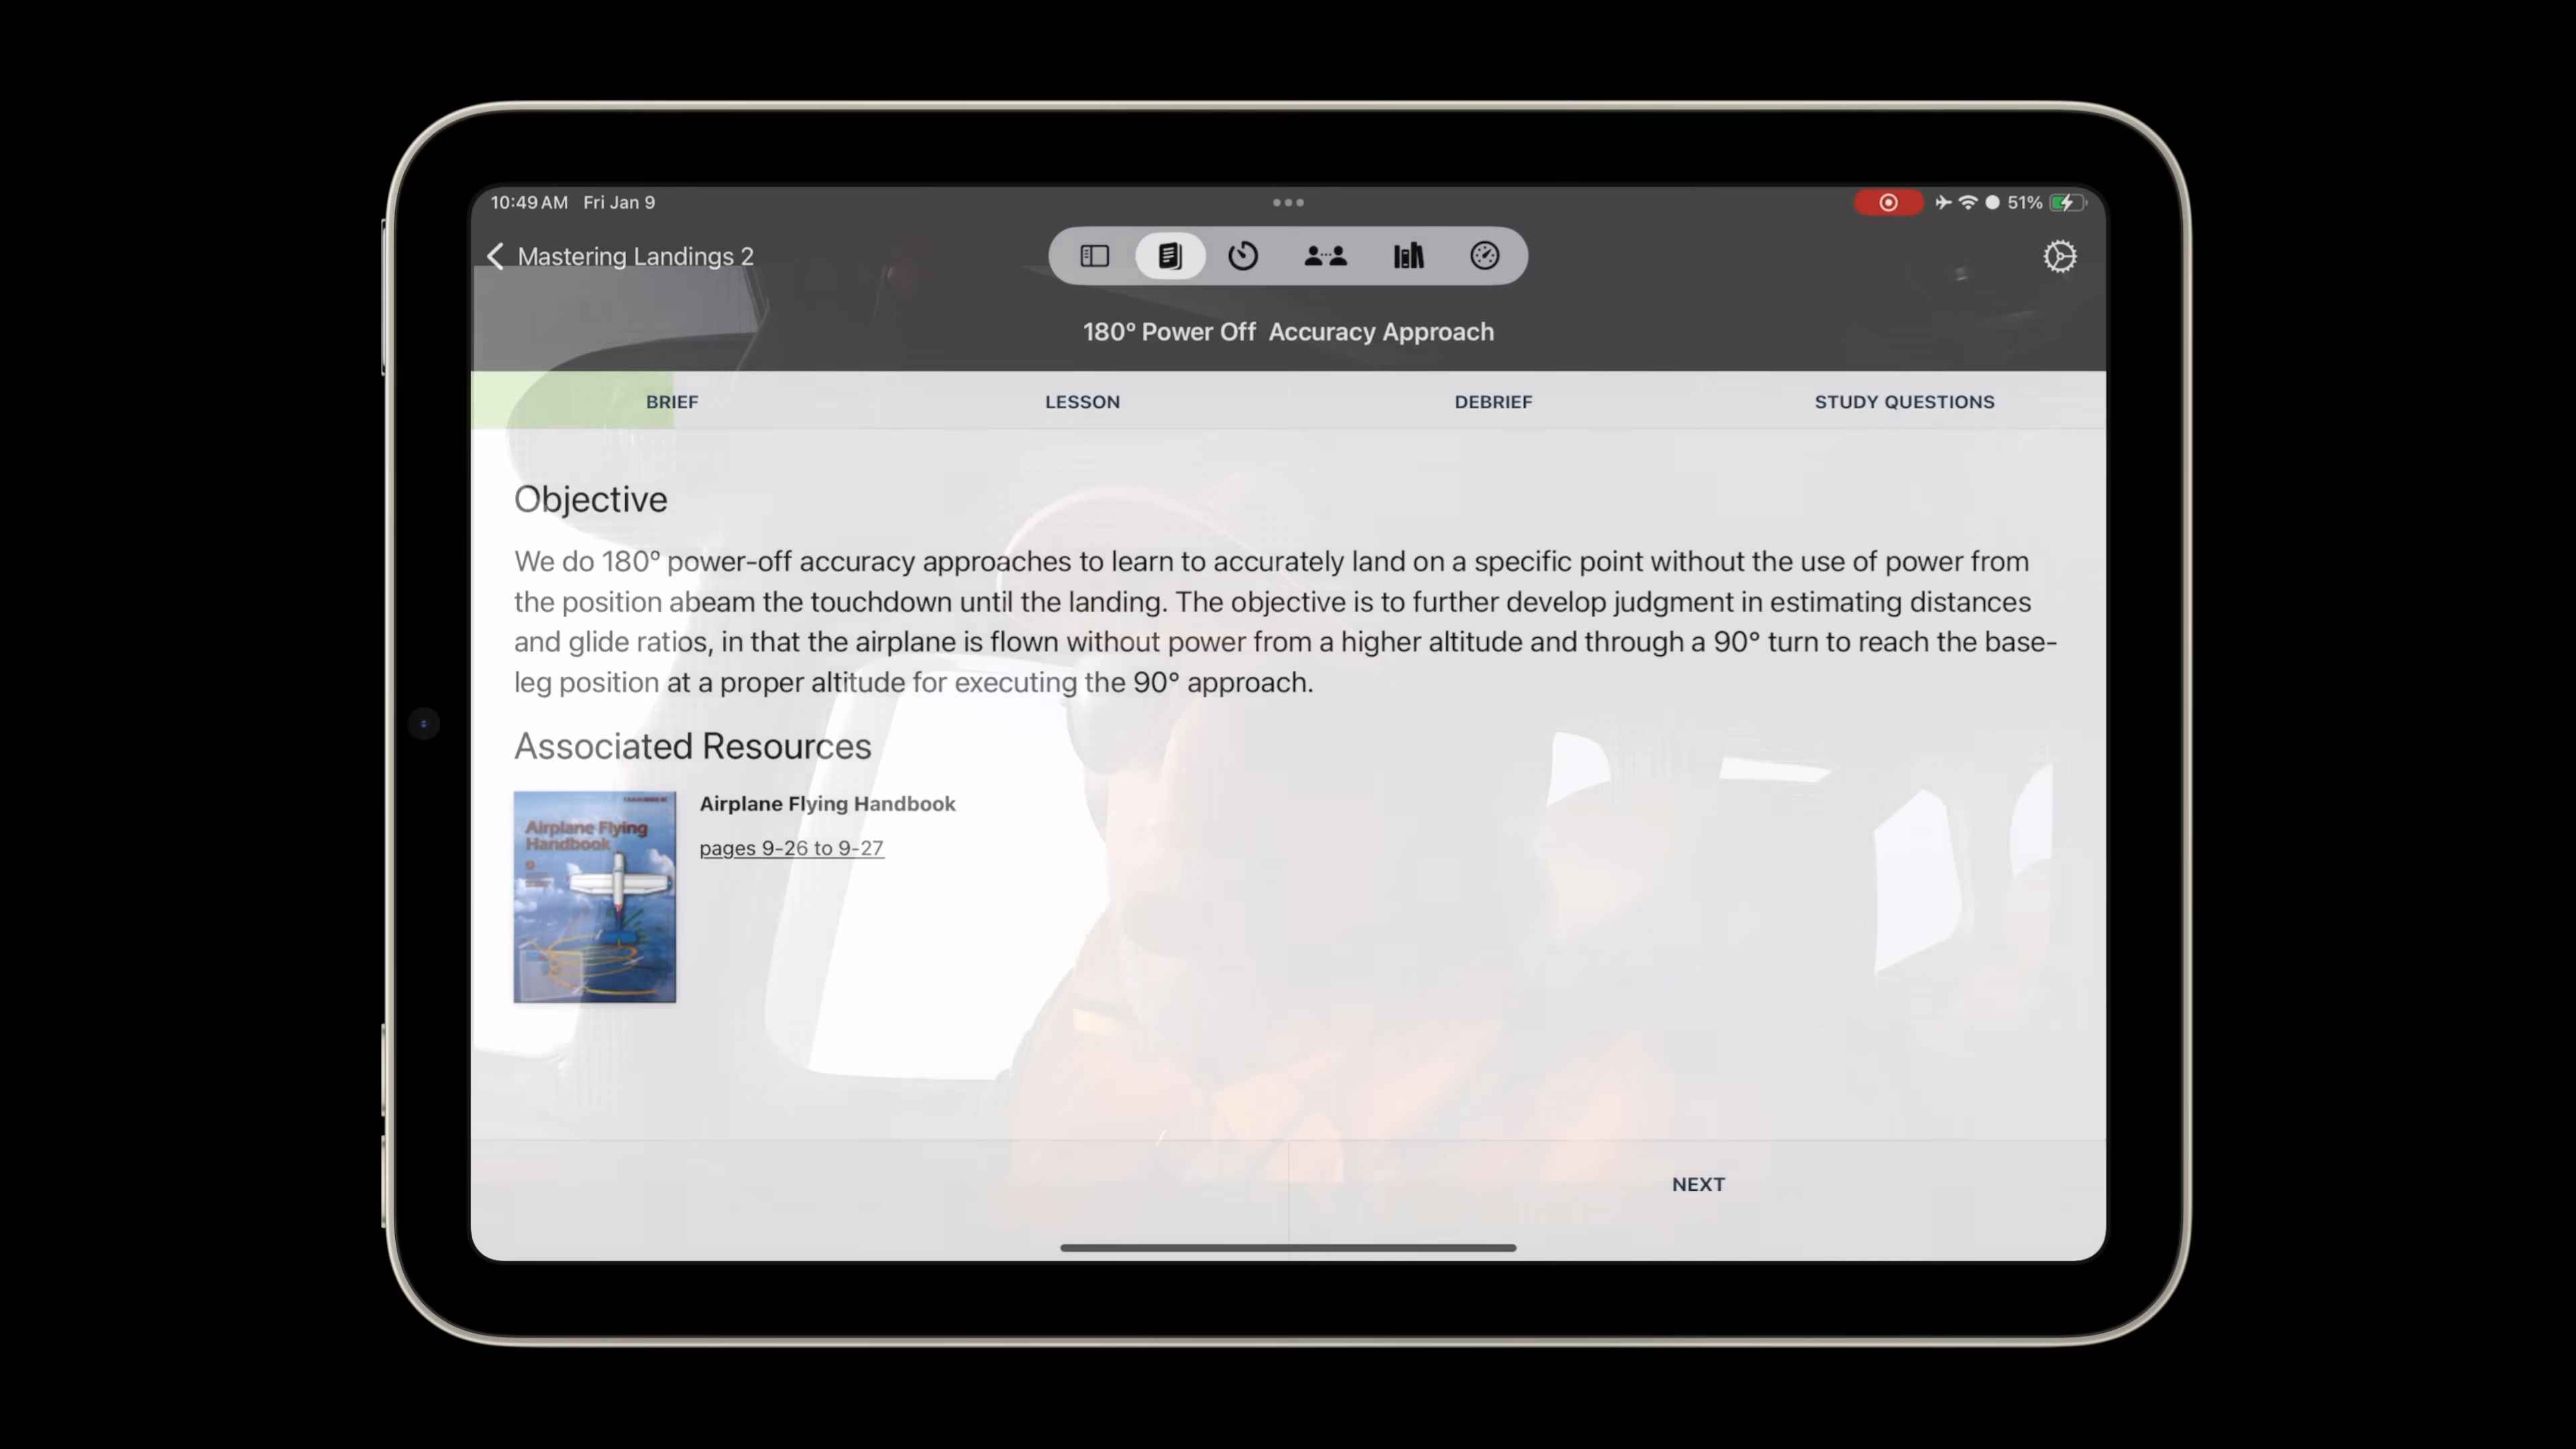 10:49 AM Fri Jan 9
51%
Mastering Landings 2
180º Power Off Accuracy Approach
BRIEF
LESSON
DEBRIEF
STUDY QUESTIONS
Objective
We do 180º power-off accuracy approaches to learn to accurately land on a specific point without the use of power from
the position abeam the touchdown until the landing. The objective is to further develop judgment in estimating distances
and glide ratios, in that the airplane is flown without power from a higher altitude and through a 90° turn to reach the base-
leg position at a proper altitude for executing the 90° approach.
Associated Resources
Airplane Flying
Handbook
Airplane Flying Handbook
pages 9-26 to 9-27
NEXT